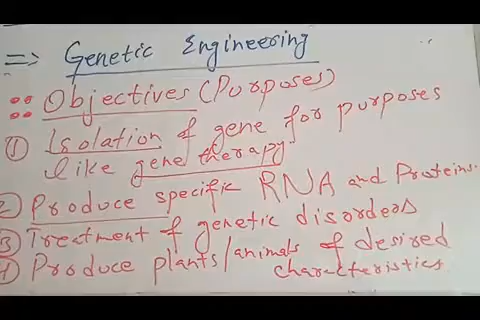 => Genetic Engineering
:: Objectives (Purposes)
① Isolation of gene for purposes
like gene therapy
② Produce specific RNA and Proteins.
③ Treatment of genetic disorders
④ Produce plants/animals of desired
characteristics